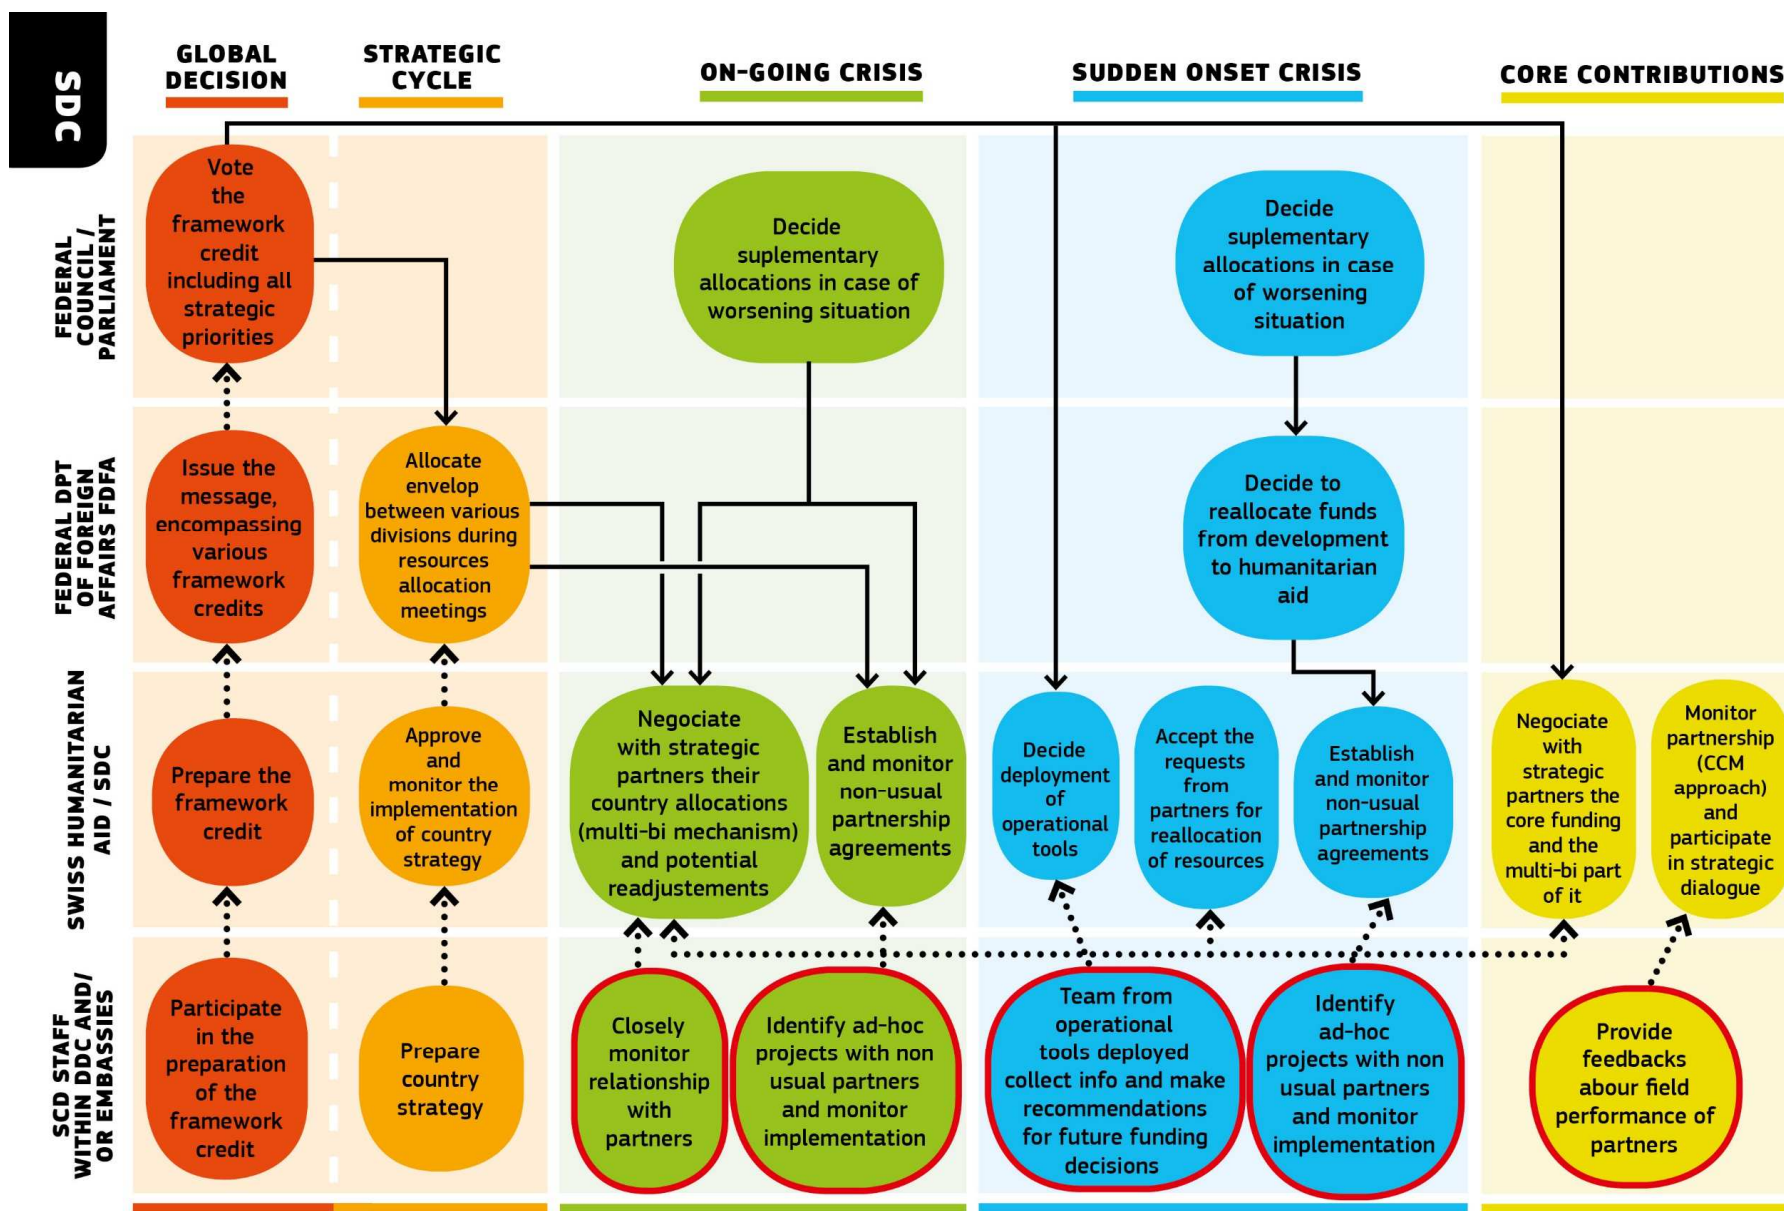 SDC
GLOBAL
DECISION
STRATEGIC
CYCLE
ON-GOING CRISIS
SUDDEN ONSET CRISIS
CORE CONTRIBUTIONS
FEDERAL
COUNCIL /
PARLIAMENT
Vote
the
framework
credit
including all
strategic
priorities
Decide
suplementary
allocations in case of
worsening situation
Decide
suplementary
allocations in case
of worsening
situation
FEDERAL DPT
OF FOREIGN
AFFAIRS FDFA
Issue the
message,
encompassing
various
framework
credits
Allocate
envelop
between various
divisions during
resources
allocation
meetings
Decide to
reallocate funds
from development
to humanitarian
aid
SWISS HUMANITARIAN
AID / SDC
Prepare the
framework
credit
Approve
and
monitor the
implementation
of country
strategy
Negociate
with strategic
partners their
country allocations
(multi-bi mechanism)
and potential
readjustements
Establish
and monitor
non-usual
partnership
agreements
Decide
deployment
of
operational
tools
Accept the
requests
from
partners for
reallocation
of resources
Establish
and monitor
non-usual
partnership
agreements
Negociate
with
strategic
partners the
core funding
and the
multi-bi part
of it
Monitor
partnership
(CCM
approach)
and
participate
in strategic
dialogue
SCD STAFF
WITHIN DDC AND/
OR EMBASSIES
Participate
in the
preparation
of the
framework
credit
Prepare
country
strategy
Closely
monitor
relationship
with
partners
Identify ad-hoc
projects with non
usual partners
and monitor
implementation
Team from
operational
tools deployed
collect info and make
recommendations
for future funding
decisions
Identify
ad-hoc
projects with non
usual partners
and monitor
implementation
Provide
feedbacks
abour field
performance of
partners